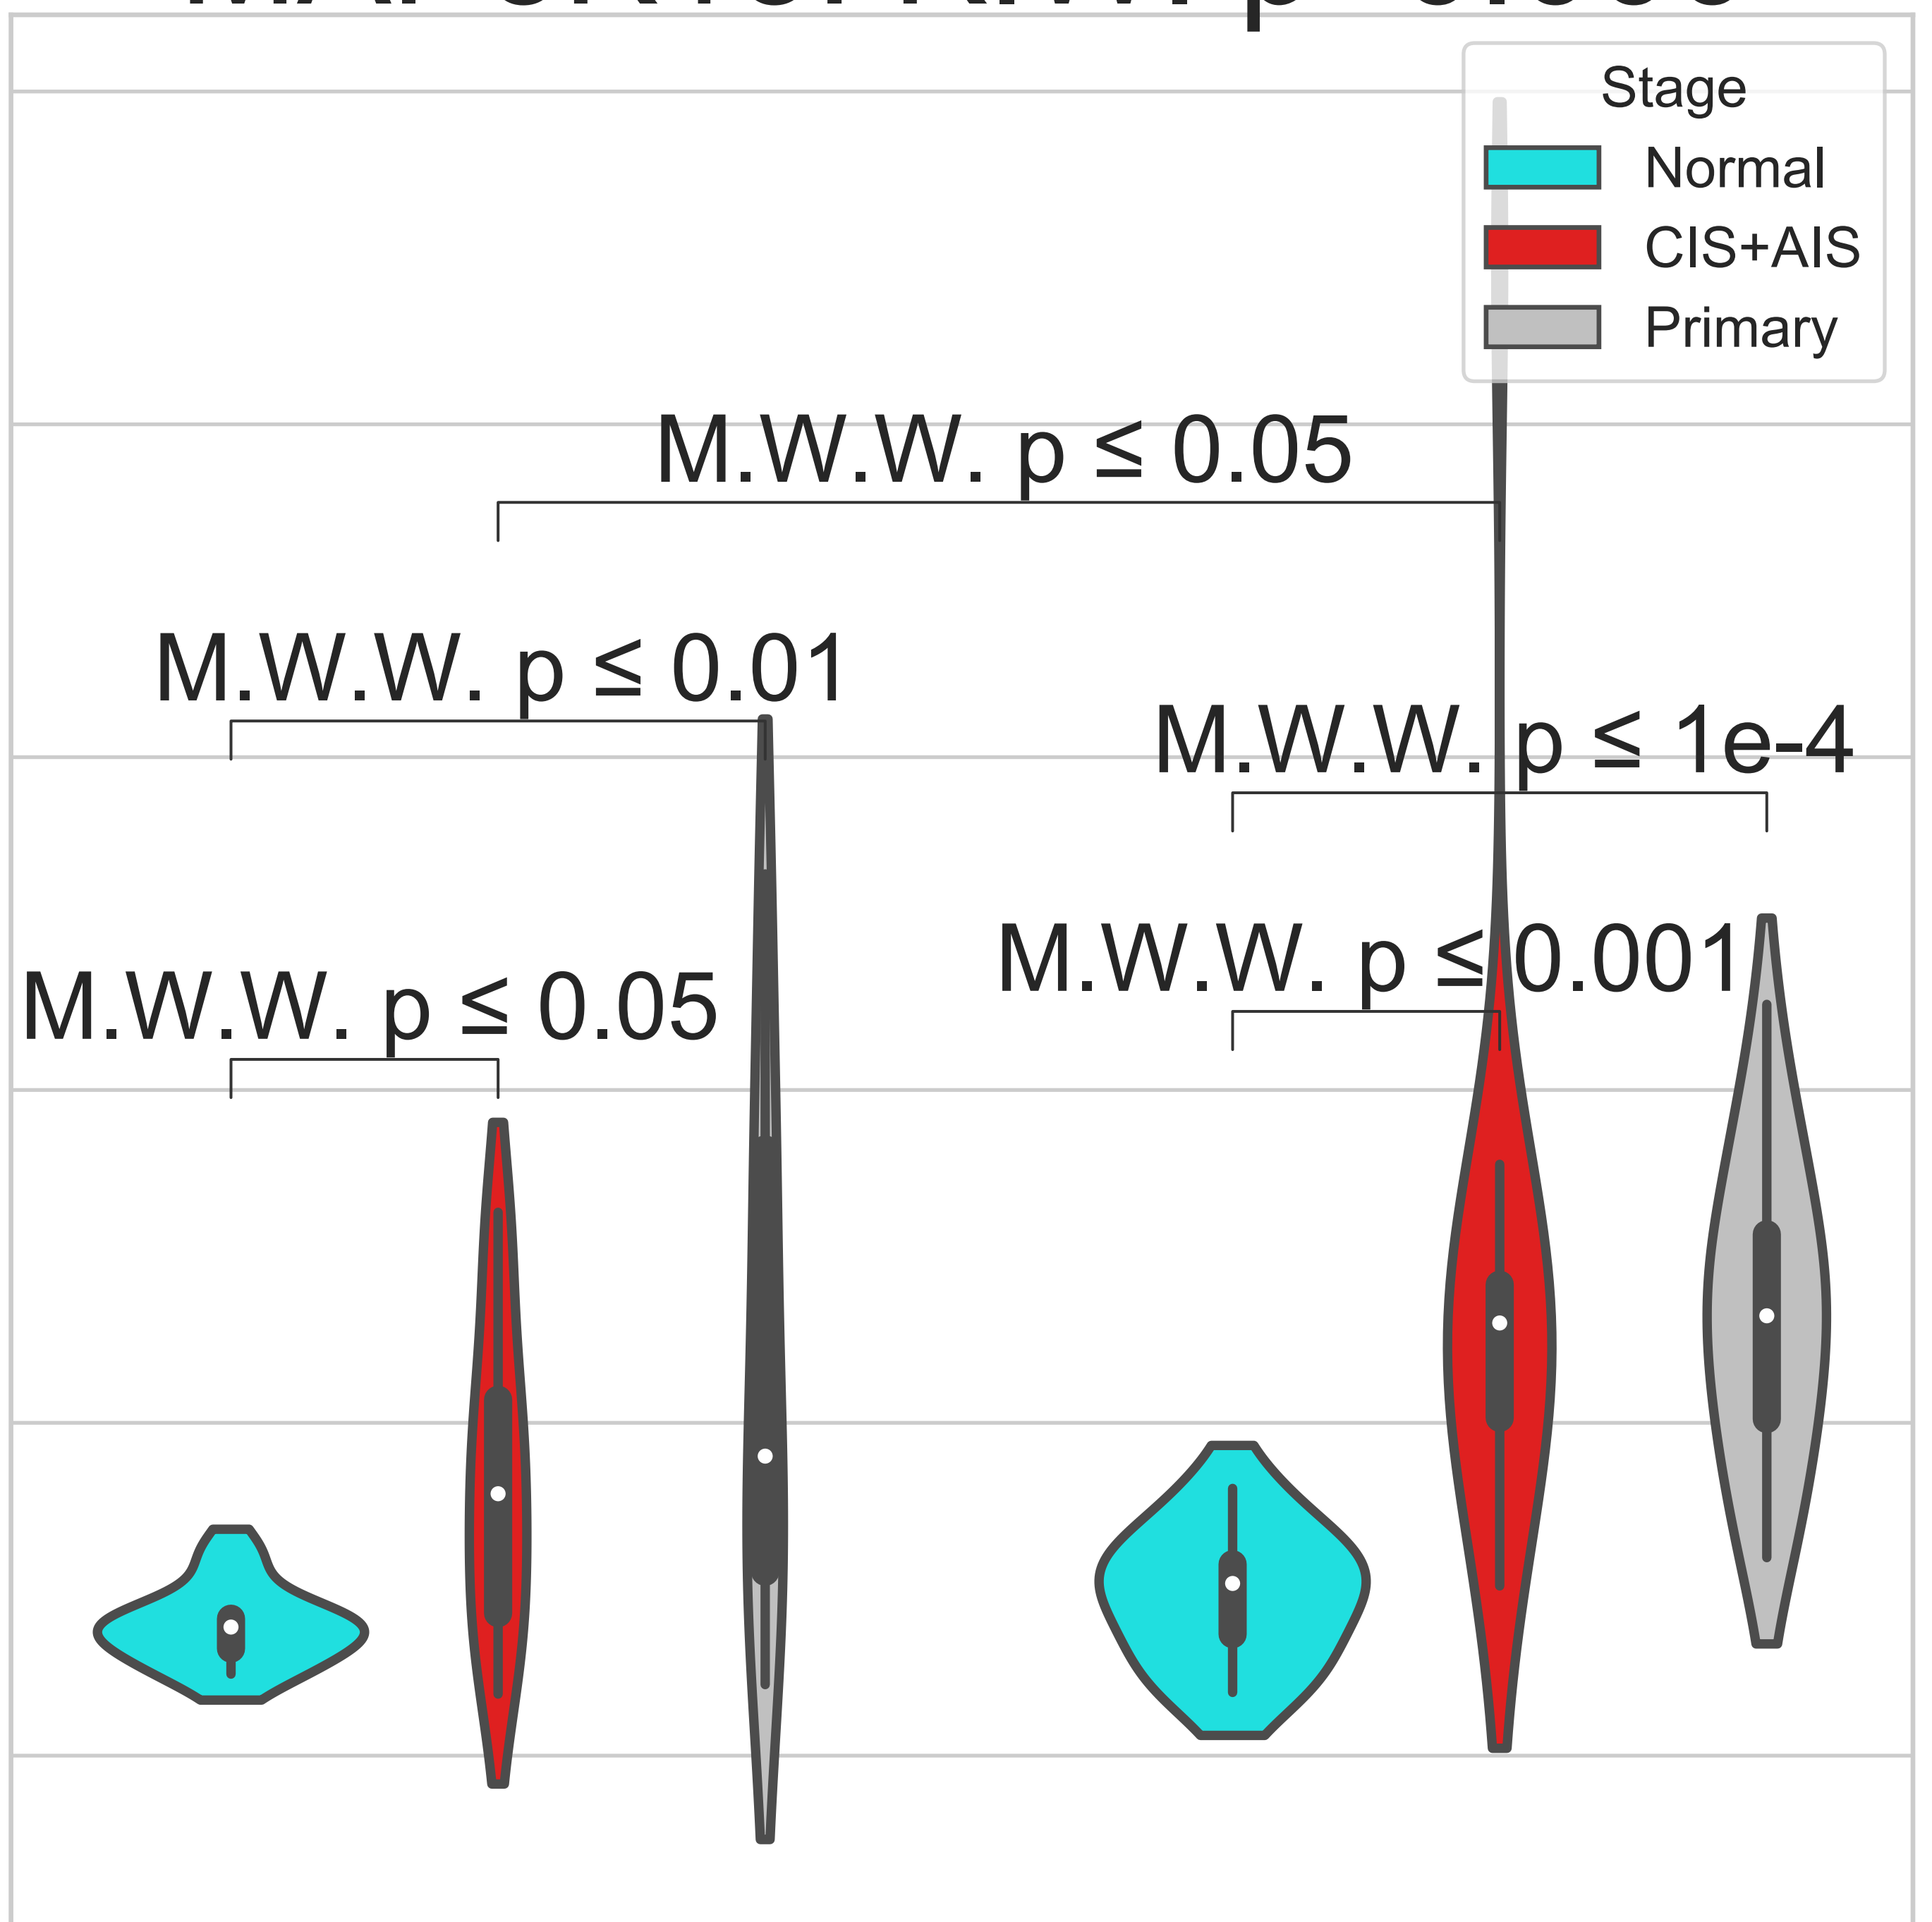 Stage
Normal
CIS+AIS
Primary
M.W.W. p ≤ 0.05
M.W.W. p ≤ 0.01
M.W.W. p ≤ 1e-4
M.W.W. p ≤ 0.001
M.W.W. p ≤ 0.05